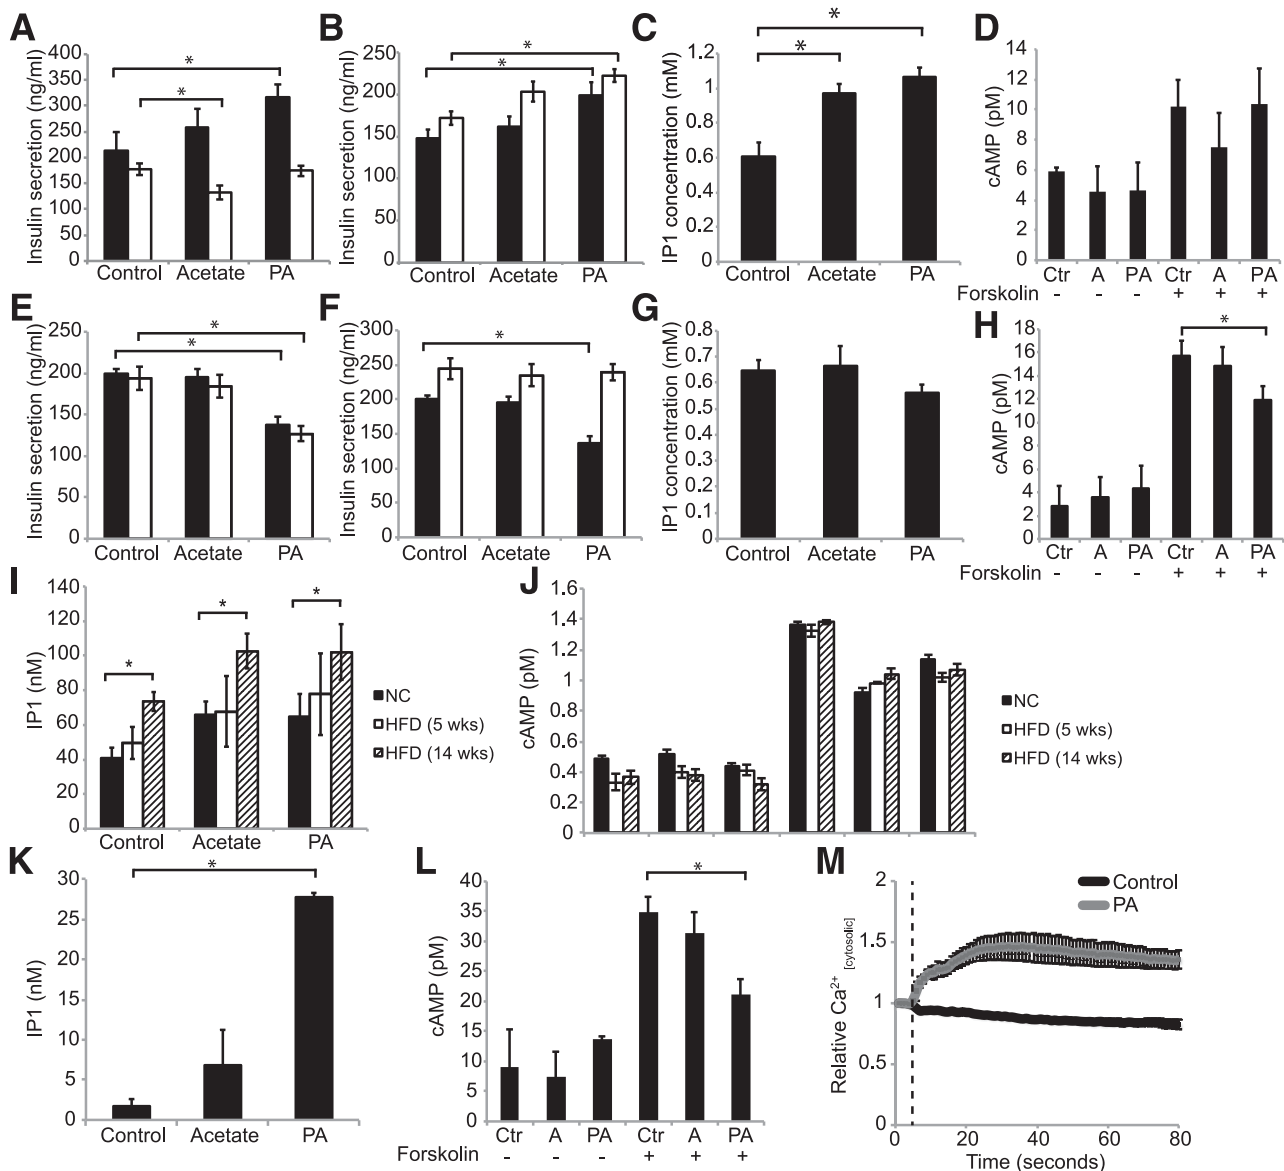 A
Insulin secretion (ng/ml)
400
350
300
250
200
150
100
50
0
*
*
Control Acetate PA
B
Insulin secretion (ng/ml)
250
200
150
100
50
0
*
*
Control Acetate PA
C
IP1 concentration (mM)
1.2
1
0.8
0.6
0.4
0.2
0
*
*
Control Acetate PA
D
cAMP (pM)
14
12
10
8
6
4
2
0
Ctr A PA Ctr A PA
Forskolin - - - + + +
E
Insulin secretion (ng/ml)
250
200
150
100
50
0
*
*
Control Acetate PA
F
Insulin secretion (ng/ml)
300
250
200
150
100
50
0
*
Control Acetate PA
G
IP1 concentration (mM)
0.8
0.7
0.6
0.5
0.4
0.3
0.2
0.1
0
Control Acetate PA
H
cAMP (pM)
18
16
14
12
10
8
6
4
2
0
*
Ctr A PA Ctr A PA
Forskolin - - - + + +
I
IP1 (nM)
140
120
100
80
60
40
20
0
*
*
*
Control Acetate PA
NC
HFD (5 wks)
HFD (14 wks)
J
cAMP (pM)
1.6
1.4
1.2
1
0.8
0.6
0.4
0.2
0
NC
HFD (5 wks)
HFD (14 wks)
K
IP1 (nM)
30
25
20
15
10
5
0
*
Control Acetate PA
L
cAMP (pM)
40
35
30
25
20
15
10
5
0
*
Ctr A PA Ctr A PA
Forskolin - - - + + +
M
Relative Ca²⁺ [cytosolic]
2
1.5
1
0.5
0
Control
PA
0 20 40 60 80
Time (seconds)